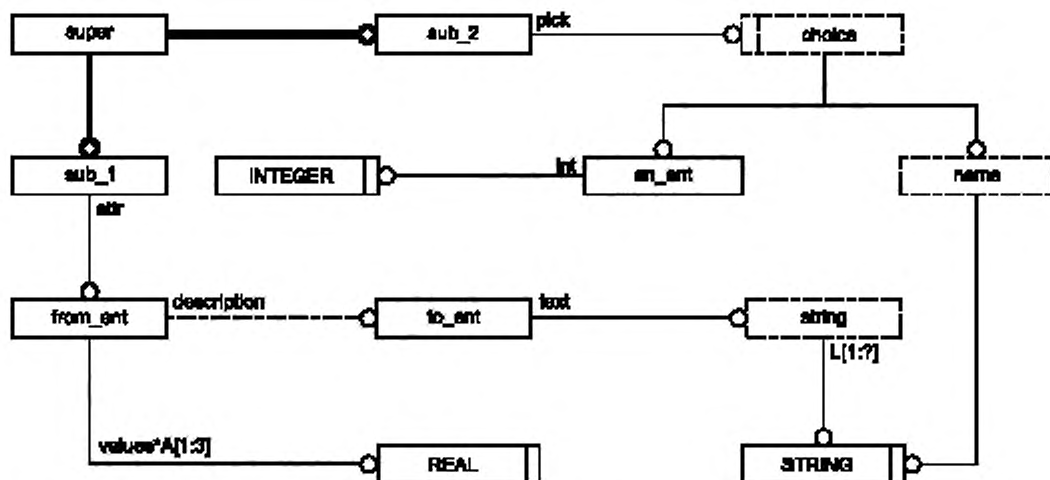 super
sub_2
pick
choice
sub_1
INTEGER
int
an_ent
name
attr
from_ent
description
to_ent
text
string
L[1:?]
values*A[1:3]
REAL
STRING